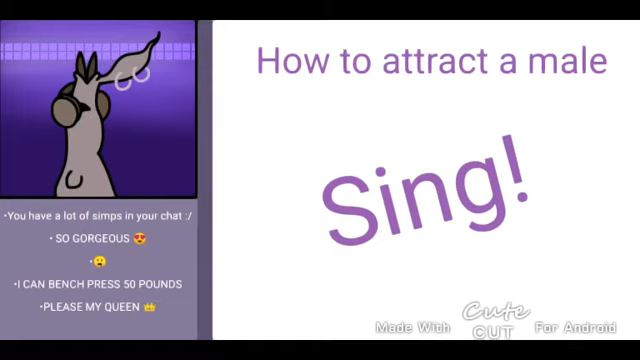 How to attract a male
Sing!
•You have a lot of simps in your chat :/
• SO GORGEOUS 😍
•😦
•I CAN BENCH PRESS 50 POUNDS
•PLEASE MY QUEEN 👑
Made With Cute CUT For Android